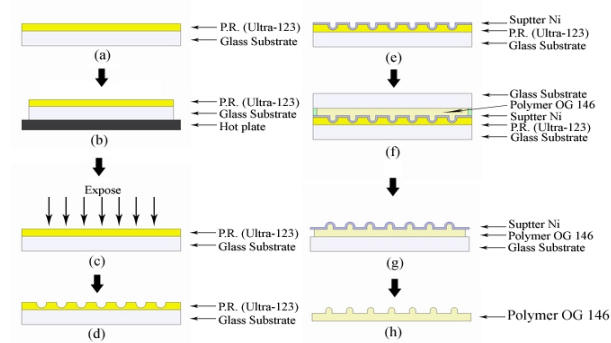 P.R. (Ultra-123)
Glass Substrate
(a)
P.R. (Ultra-123)
Glass Substrate
Hot plate
(b)
Expose
P.R. (Ultra-123)
Glass Substrate
(c)
P.R. (Ultra-123)
Glass Substrate
(d)
Suptter Ni
P.R. (Ultra-123)
Glass Substrate
(e)
Glass Substrate
Polymer OG 146
Suptter Ni
P.R. (Ultra-123)
Glass Substrate
(f)
Suptter Ni
Polymer OG 146
Glass Substrate
(g)
Polymer OG 146
(h)